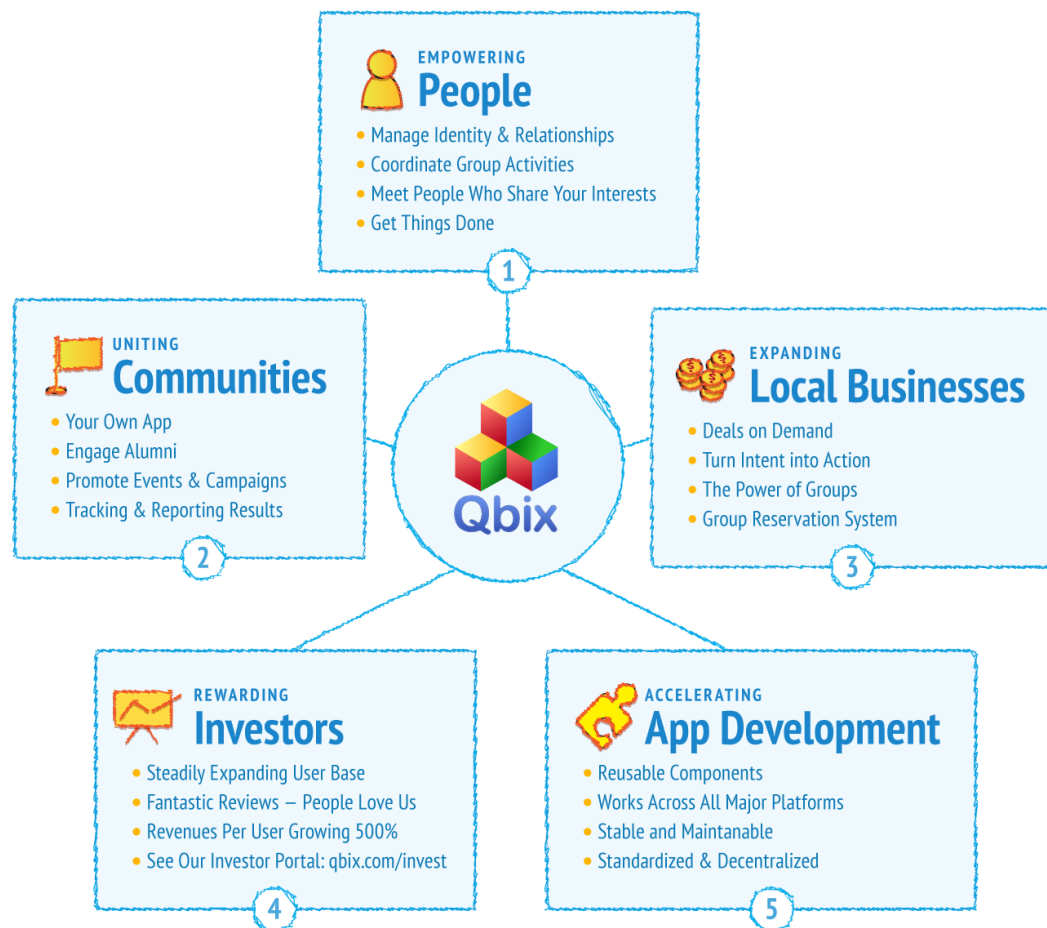 EMPOWERING
People
• Manage Identity & Relationships
• Coordinate Group Activities
• Meet People Who Share Your Interests
• Get Things Done
1
UNITING
Communities
• Your Own App
• Engage Alumni
• Promote Events & Campaigns
• Tracking & Reporting Results
2
Qbix
EXPANDING
Local Businesses
• Deals on Demand
• Turn Intent into Action
• The Power of Groups
• Group Reservation System
3
REWARDING
Investors
• Steadily Expanding User Base
• Fantastic Reviews — People Love Us
• Revenues Per User Growing 500%
• See Our Investor Portal: qbix.com/invest
4
ACCELERATING
App Development
• Reusable Components
• Works Across All Major Platforms
• Stable and Maintanable
• Standardized & Decentralized
5